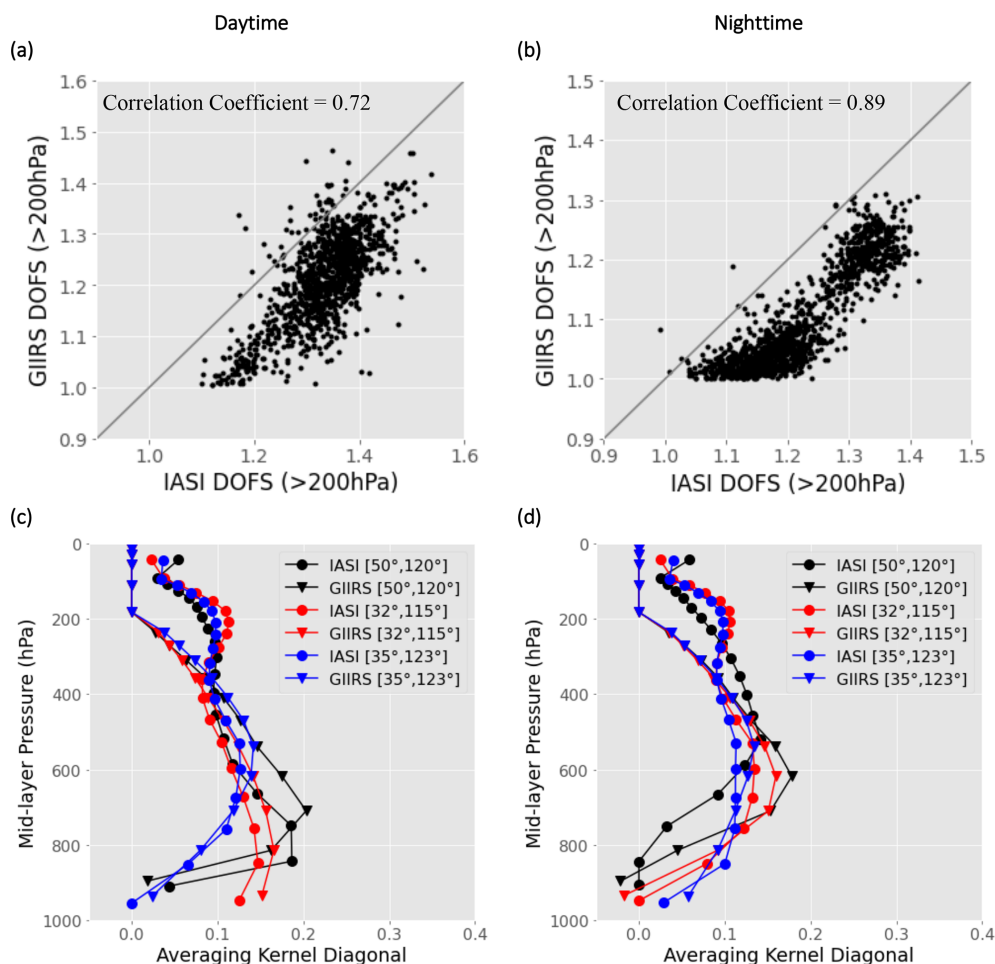 Daytime
Nighttime
(a)
(b)
Correlation Coefficient = 0.72
Correlation Coefficient = 0.89
GIIRS DOFS (>200hPa)
1.6
1.5
1.4
1.3
1.2
1.1
1.0
0.9
1.0
1.2
1.4
1.6
IASI DOFS (>200hPa)
GIIRS DOFS (>200hPa)
1.5
1.4
1.3
1.2
1.1
1.0
0.9
0.9
1.0
1.1
1.2
1.3
1.4
1.5
IASI DOFS (>200hPa)
(c)
(d)
Mid-layer Pressure (hPa)
0
200
400
600
800
1000
IASI [50°,120°]
GIIRS [50°,120°]
IASI [32°,115°]
GIIRS [32°,115°]
IASI [35°,123°]
GIIRS [35°,123°]
0.0
0.1
0.2
0.3
0.4
Averaging Kernel Diagonal
Mid-layer Pressure (hPa)
0
200
400
600
800
1000
IASI [50°,120°]
GIIRS [50°,120°]
IASI [32°,115°]
GIIRS [32°,115°]
IASI [35°,123°]
GIIRS [35°,123°]
0.0
0.1
0.2
0.3
0.4
Averaging Kernel Diagonal